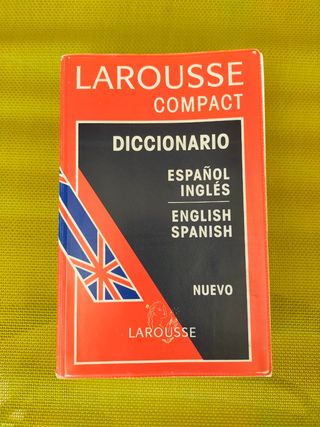 LAROUSSE
COMPACT
DICCIONARIO
ESPAÑOL
INGLÉS
ENGLISH
SPANISH
NUEVO
LAROUSSE